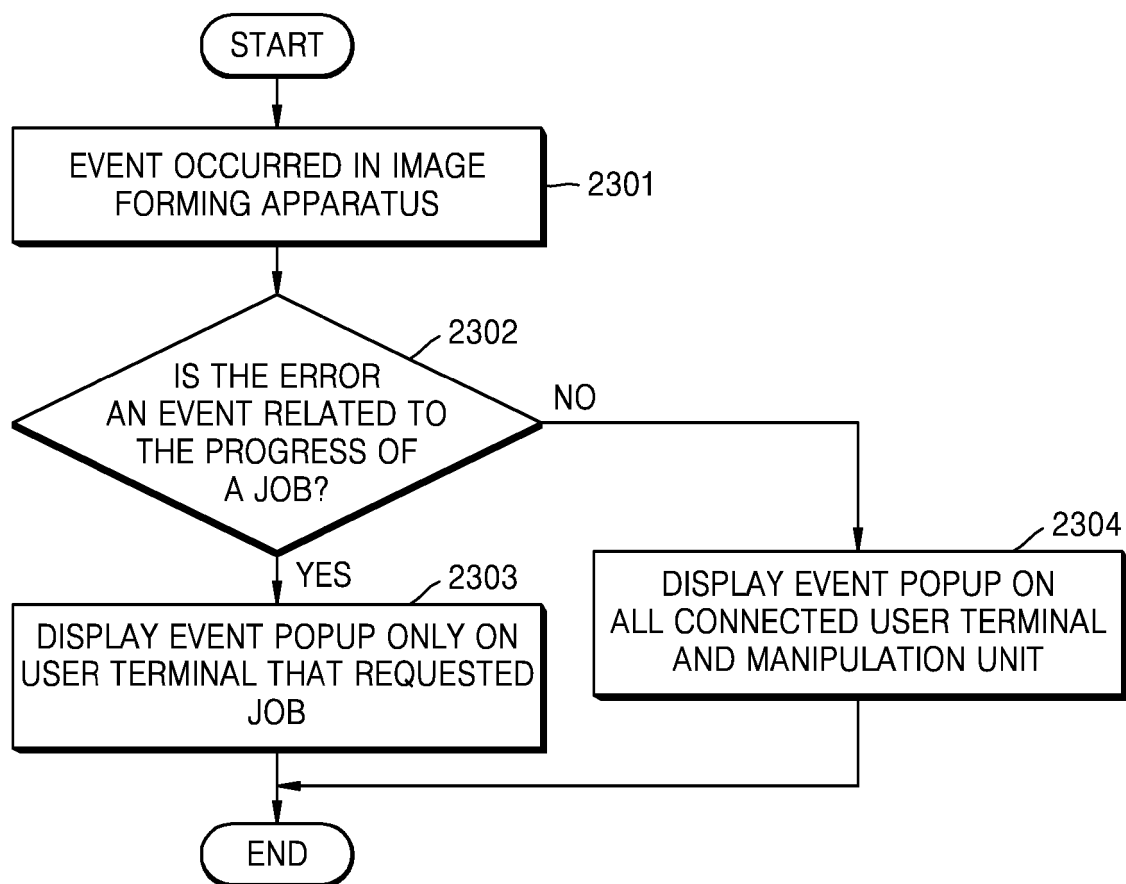 START
EVENT OCCURRED IN IMAGE
FORMING APPARATUS
2301
2302
IS THE ERROR
AN EVENT RELATED TO
THE PROGRESS OF
A JOB?
NO
YES
2303
DISPLAY EVENT POPUP ONLY ON
USER TERMINAL THAT REQUESTED
JOB
2304
DISPLAY EVENT POPUP ON
ALL CONNECTED USER TERMINAL
AND MANIPULATION UNIT
END